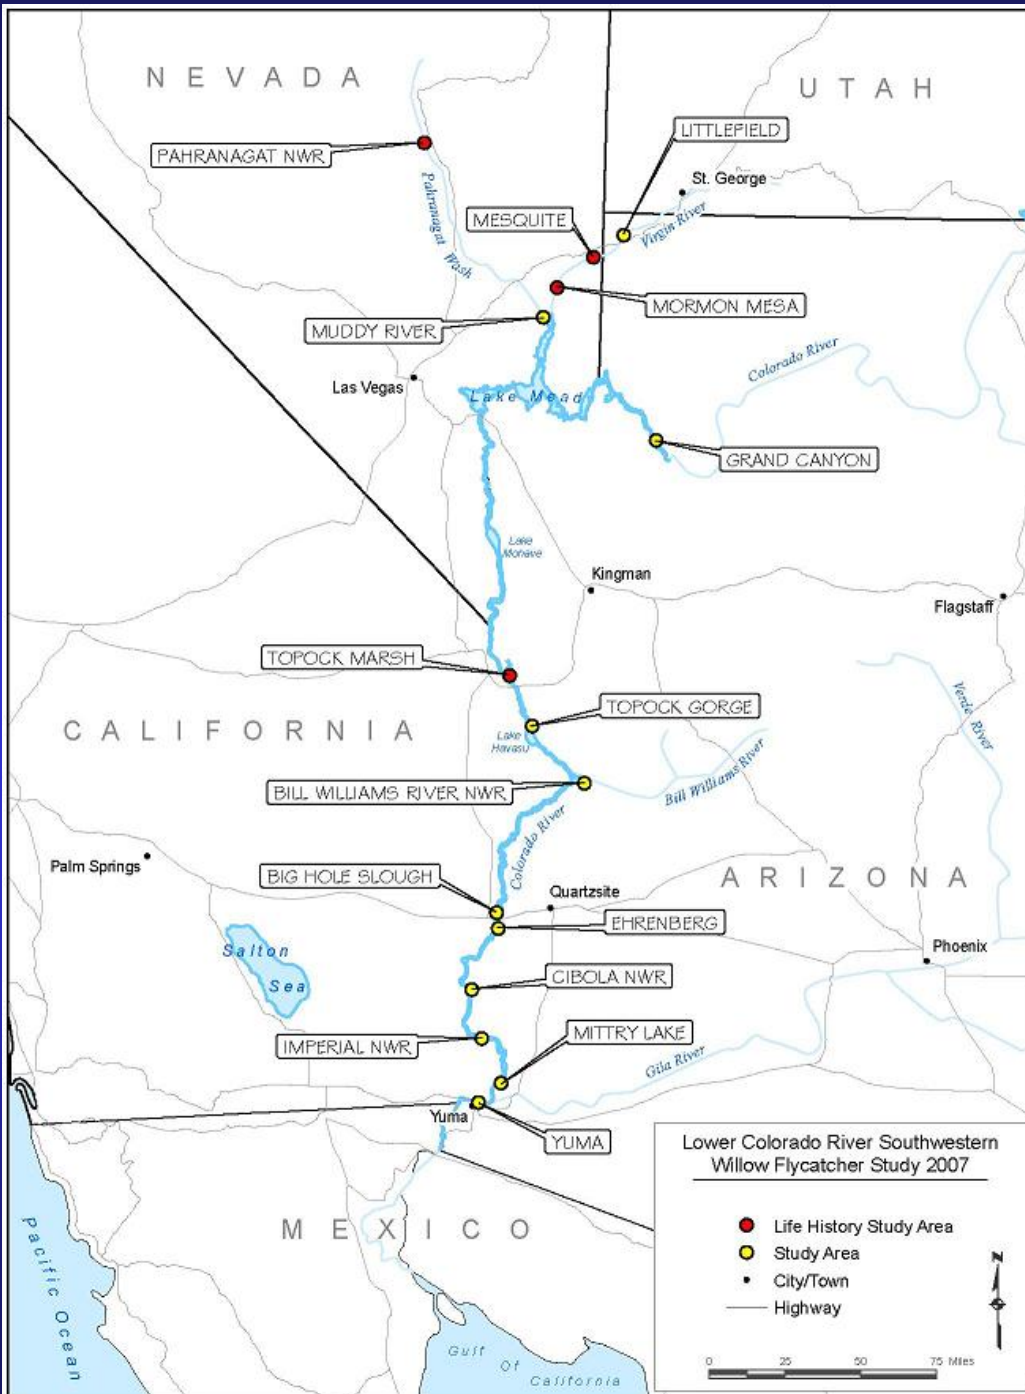 NEVADA
UTAH
LITTLEFIELD
PAHRANAGAT NWR
St. George
Pahranagat Wash
MESQUITE
Virgin River
MORMON MESA
MUDDY RIVER
Colorado River
Las Vegas
Lake Mead
GRAND CANYON
Lake
Mohave
Kingman
Flagstaff
TOPOCK MARSH
Verde River
TOPOCK GORGE
CALIFORNIA
Lake
Havasu
Bill Williams River
BILL WILLIAMS RIVER NWR
Colorado River
Palm Springs
BIG HOLE SLOUGH
ARIZONA
Quartzsite
EHRENBERG
Salton
Sea
Phoenix
CIBOLA NWR
IMPERIAL NWR
MITTRY LAKE
Gila River
Yuma
YUMA
MEXICO
Pacific Ocean
Gulf
Of
California
Lower Colorado River Southwestern
Willow Flycatcher Study 2007
Life History Study Area
Study Area
City/Town
Highway
N
0 25 50 75 Miles